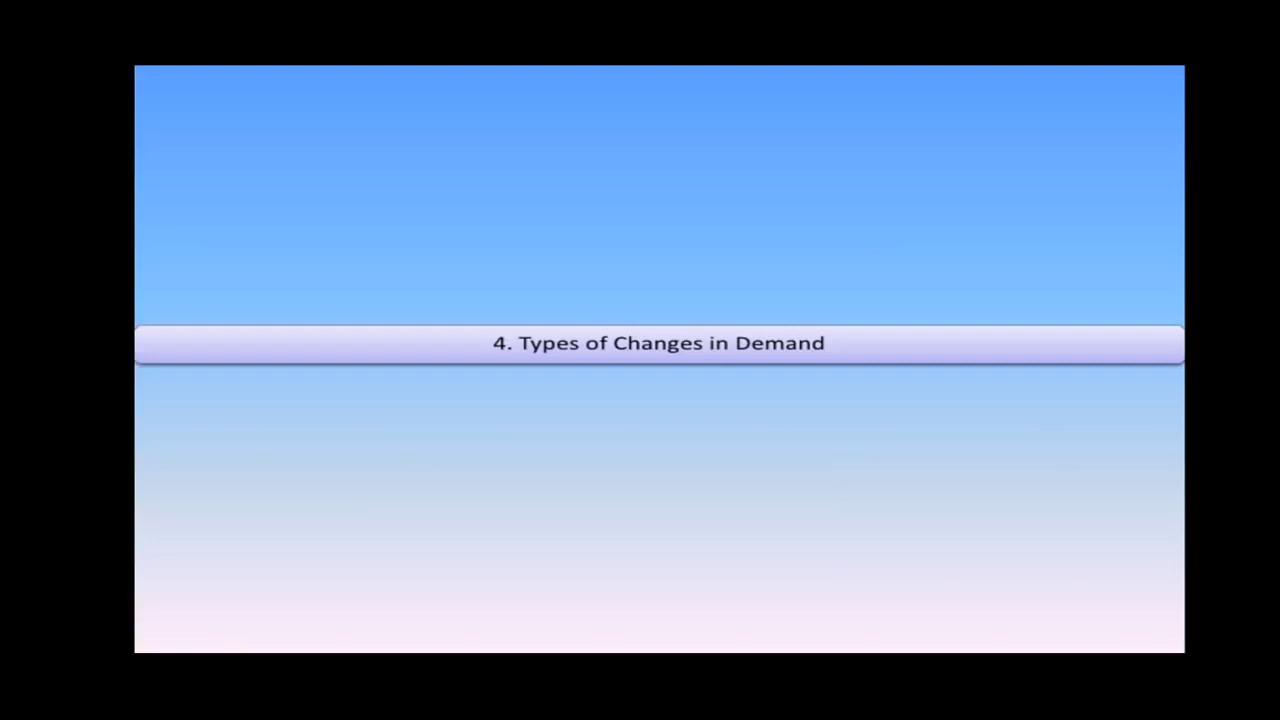 4. Types of Changes in Demand